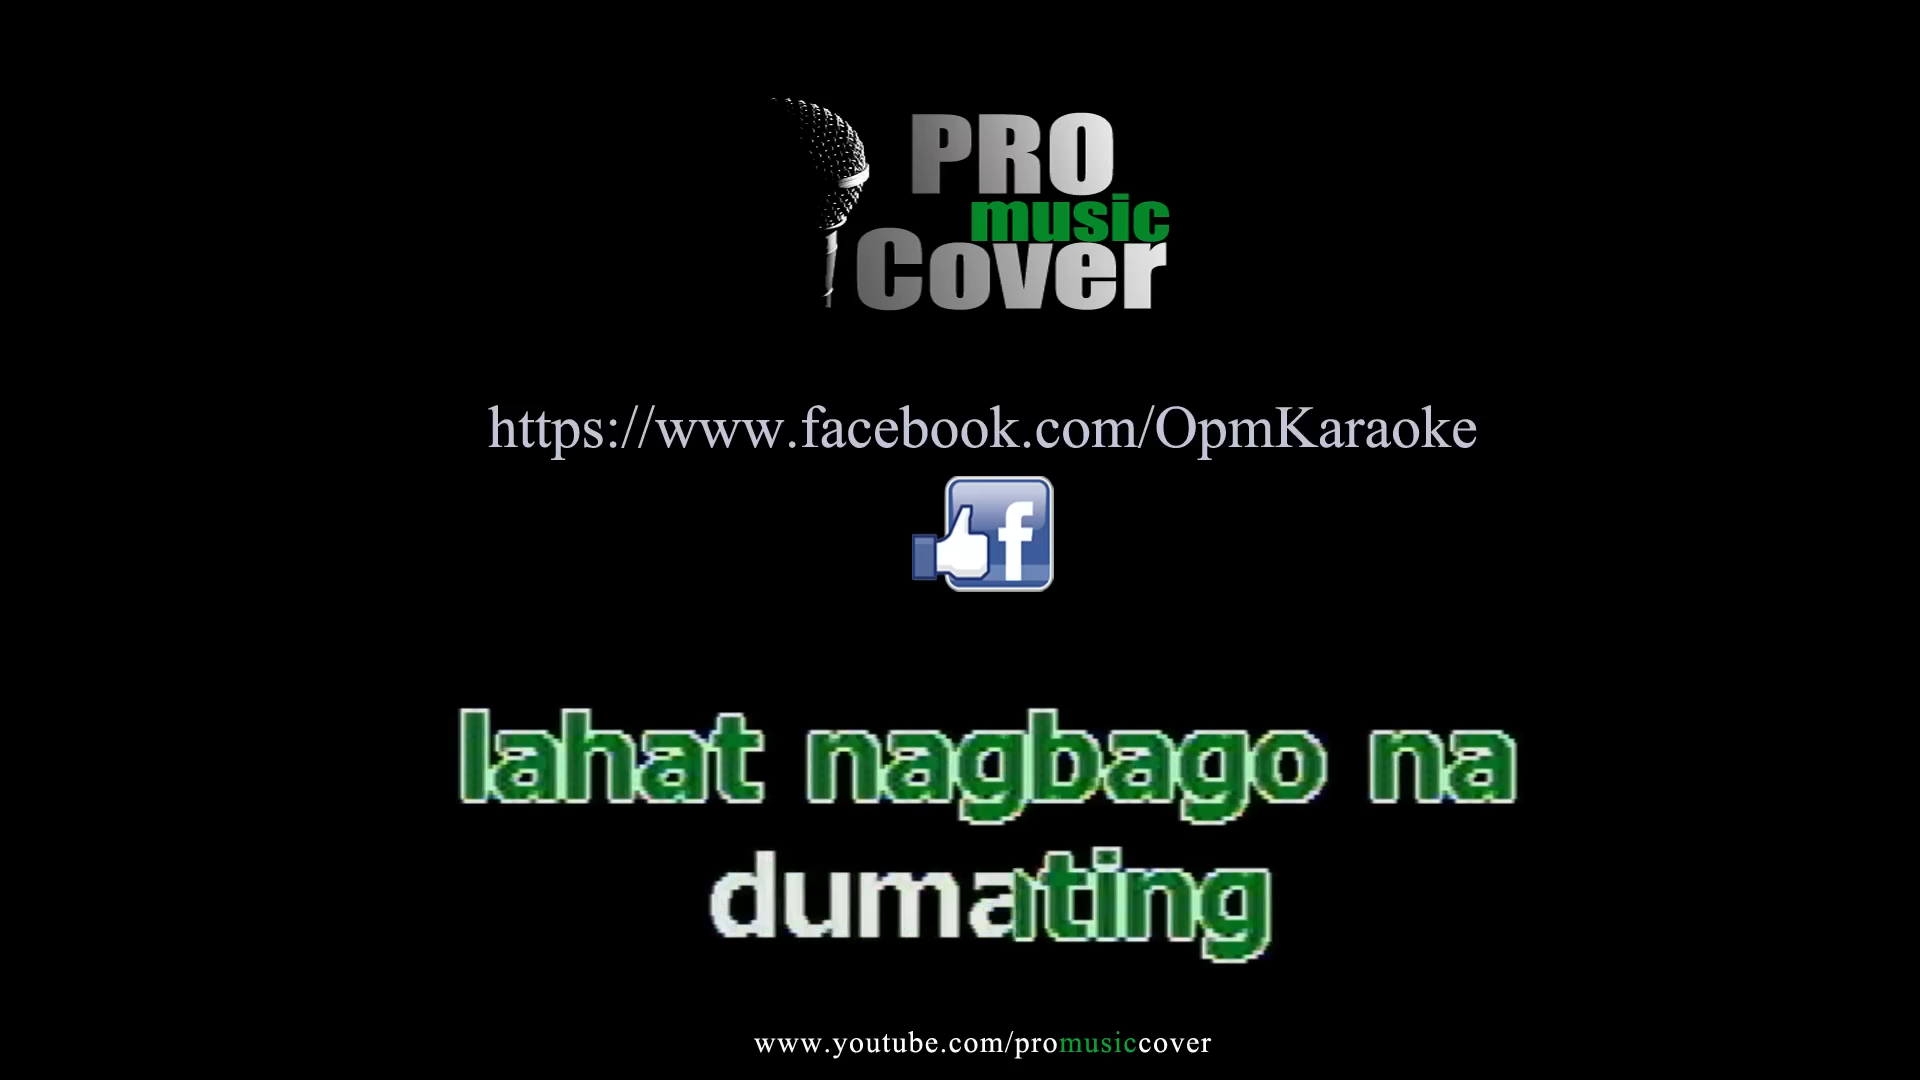 PRO
music
Cover
https://www.facebook.com/OpmKaraoke
f
lahat nagbago na
dumating
www.youtube.com/promusiccover